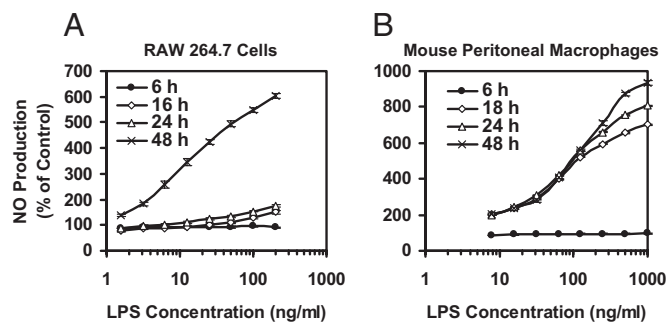 A
RAW 264.7 Cells
NO Production
(% of Control)
700
600
500
400
300
200
100
0
6 h
16 h
24 h
48 h
1
10
100
1000
LPS Concentration (ng/ml)
B
Mouse Peritoneal Macrophages
1000
800
600
400
200
0
6 h
18 h
24 h
48 h
1
10
100
1000
LPS Concentration (ng/ml)